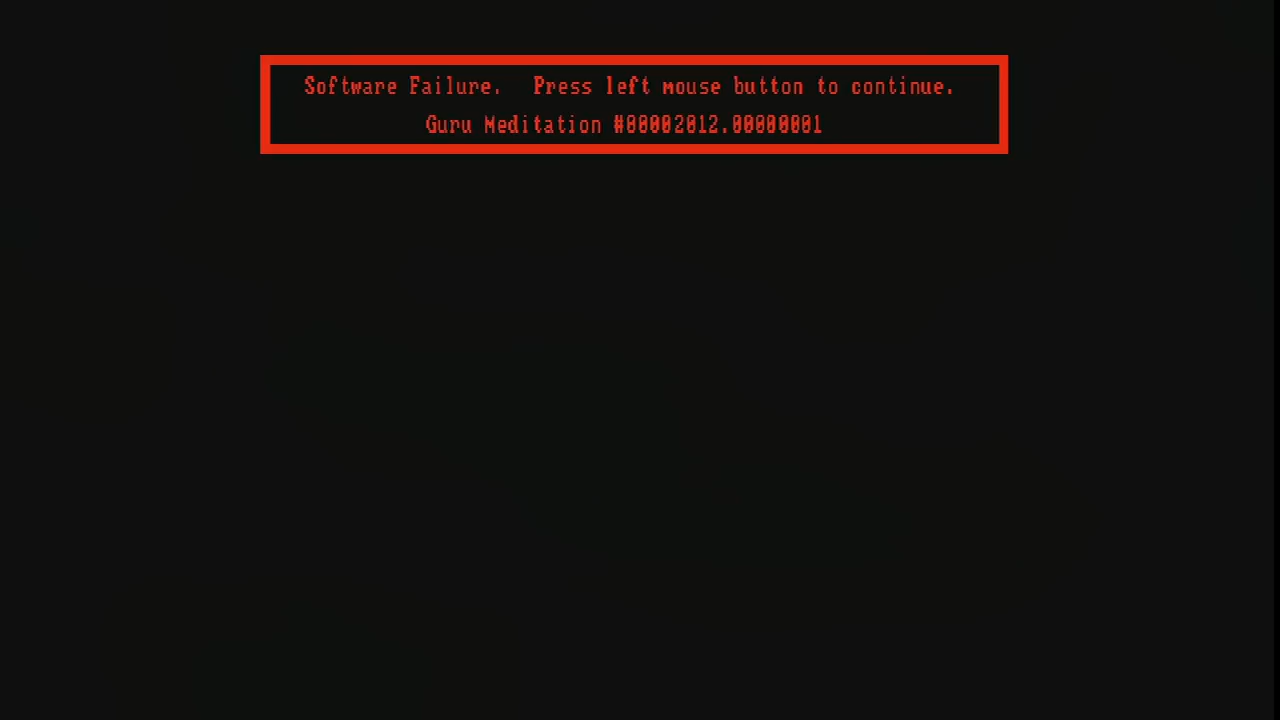 Software Failure.  Press left mouse button to continue.
Guru Meditation #00002012.00000001